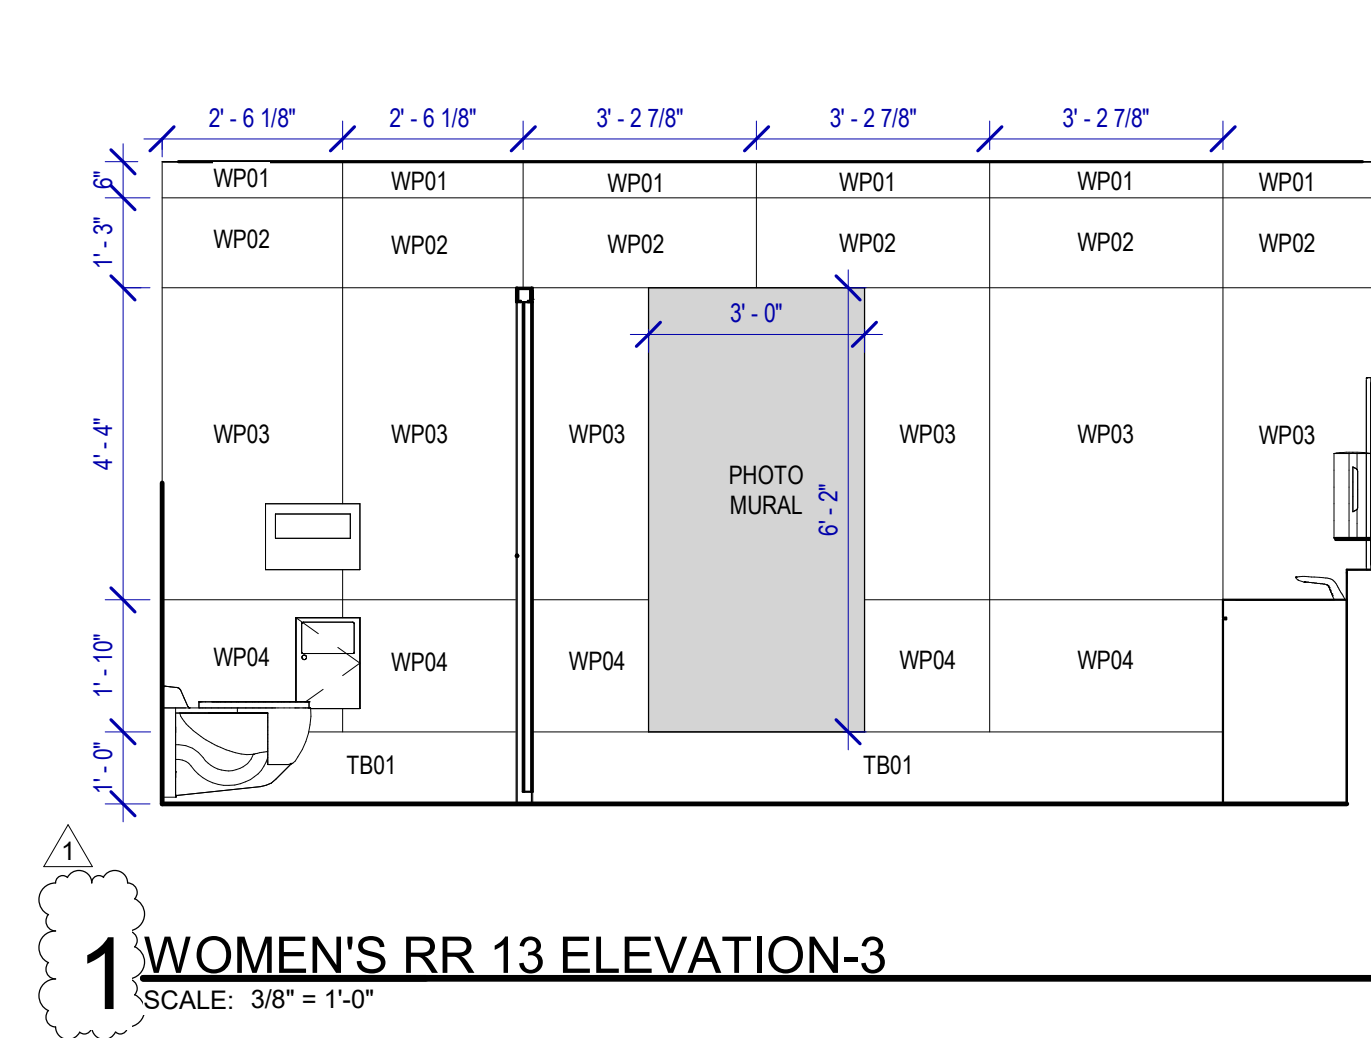 2' - 6 1/8" 2' - 6 1/8" 3' - 2 7/8" 3' - 2 7/8" 3' - 2 7/8"
6" WP01 WP01 WP01 WP01 WP01 WP01
1' - 3" WP02 WP02 WP02 WP02 WP02 WP02
3' - 0"
4' - 4" WP03 WP03 WP03 WP03 WP03 WP03
PHOTO
MURAL
6' - 2"
1' - 10" WP04 WP04 WP04 WP04 WP04
1' - 0" TB01 TB01
1
1 WOMEN'S RR 13 ELEVATION-3
SCALE: 3/8" = 1'-0"